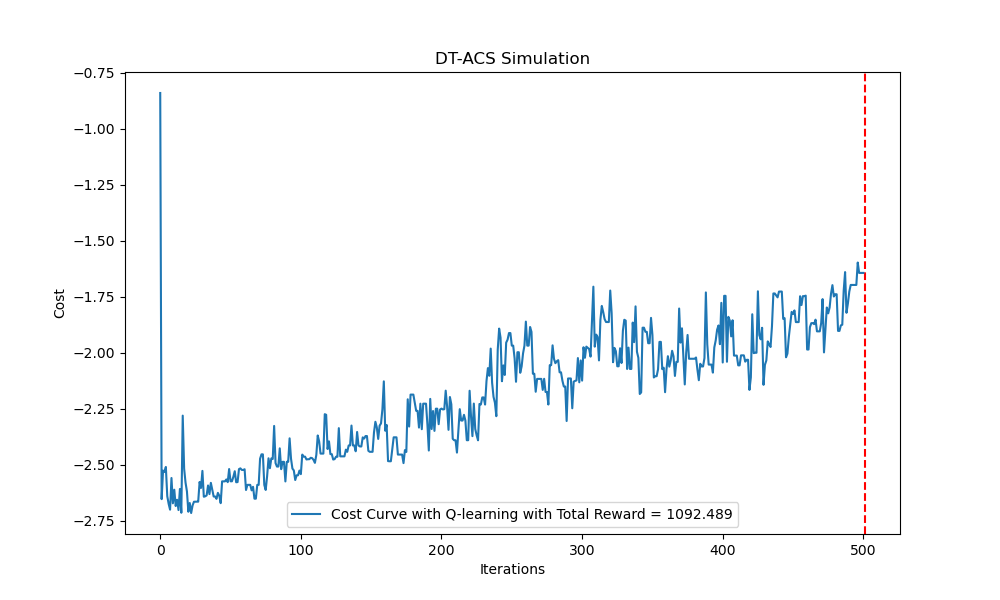 DT-ACS Simulation
−0.75
−1.00
−1.25
−1.50
−1.75
−2.00
−2.25
−2.50
−2.75
Cost
Cost Curve with Q-learning with Total Reward = 1092.489
0 100 200 300 400 500
Iterations